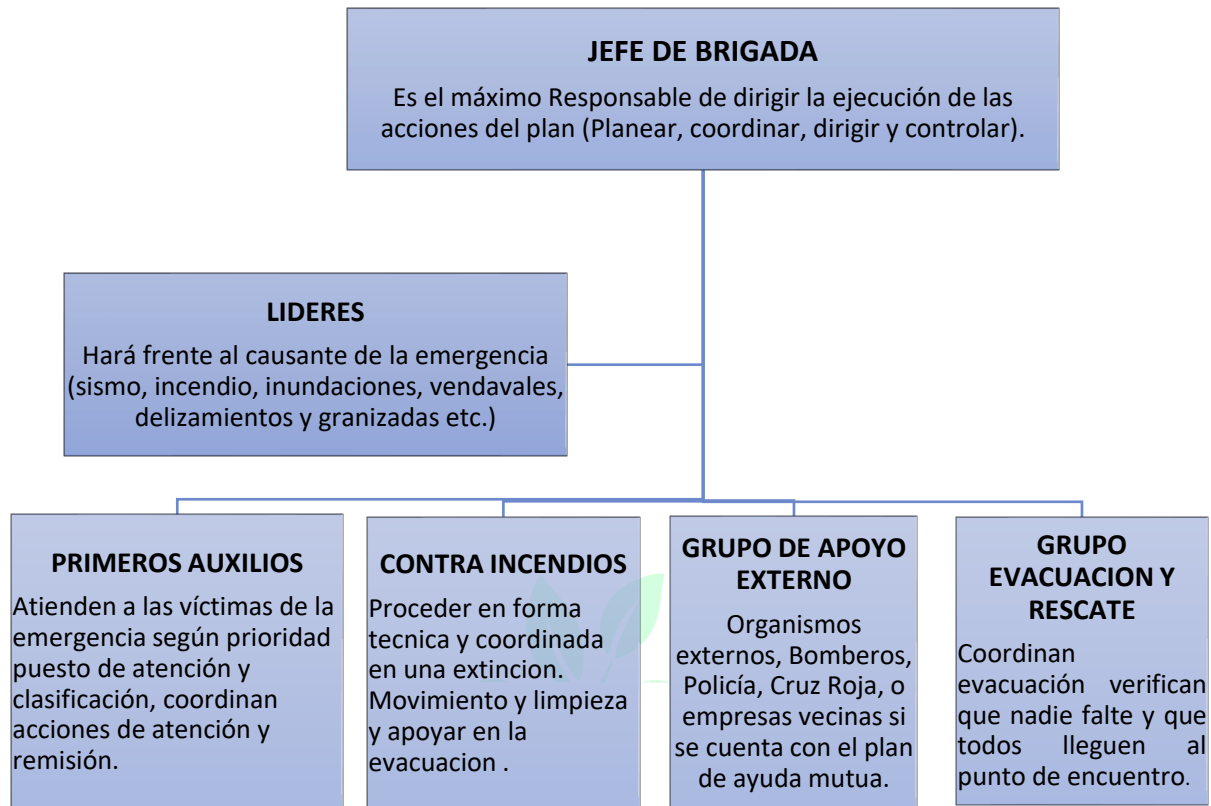 JEFE DE BRIGADA
Es el máximo Responsable de dirigir la ejecución de las
acciones del plan (Planear, coordinar, dirigir y controlar).
LIDERES
Hará frente al causante de la emergencia
(sismo, incendio, inundaciones, vendavales,
delizamientos y granizadas etc.)
PRIMEROS AUXILIOS
Atienden a las víctimas de la
emergencia según prioridad
puesto de atención y
clasificación, coordinan
acciones de atención y
remisión.
CONTRA INCENDIOS
Proceder en forma
tecnica y coordinada
en una extincion.
Movimiento y limpieza
y apoyar en la
evacuacion .
GRUPO DE APOYO
EXTERNO
Organismos
externos, Bomberos,
Policía, Cruz Roja, o
empresas vecinas si
se cuenta con el plan
de ayuda mutua.
GRUPO
EVACUACION Y
RESCATE
Coordinan
evacuación verifican
que nadie falte y que
todos lleguen al
punto de encuentro.